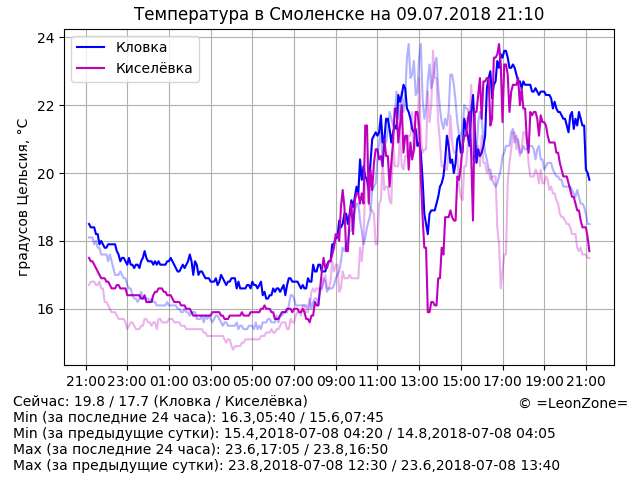 Температура в Смоленске на 09.07.2018 21:10
Кловка
Киселёвка
градусов Цельсия, °C
24
22
20
18
16
21:00 23:00 01:00 03:00 05:00 07:00 09:00 11:00 13:00 15:00 17:00 19:00 21:00
Сейчас: 19.8 / 17.7 (Кловка / Киселёвка)
© =LeonZone=
Min (за последние 24 часа): 16.3,05:40 / 15.6,07:45
Min (за предыдущие сутки): 15.4,2018-07-08 04:20 / 14.8,2018-07-08 04:05
Max (за последние 24 часа): 23.6,17:05 / 23.8,16:50
Max (за предыдущие сутки): 23.8,2018-07-08 12:30 / 23.6,2018-07-08 13:40